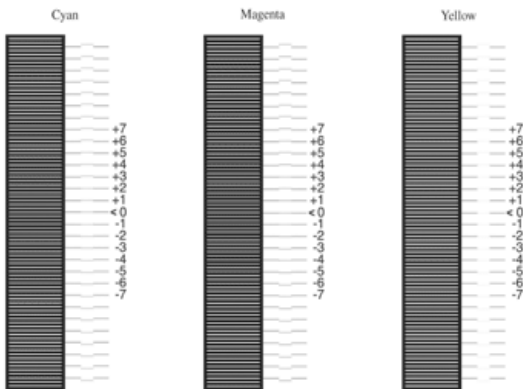 Cyan Magenta Yellow
+7 +7 +7
+6 +6 +6
+5 +5 +5
+4 +4 +4
+3 +3 +3
+2 +2 +2
+1 +1 +1
<0 <0 <0
-1 -1 -1
-2 -2 -2
-3 -3 -3
-4 -4 -4
-5 -5 -5
-6 -6 -6
-7 -7 -7